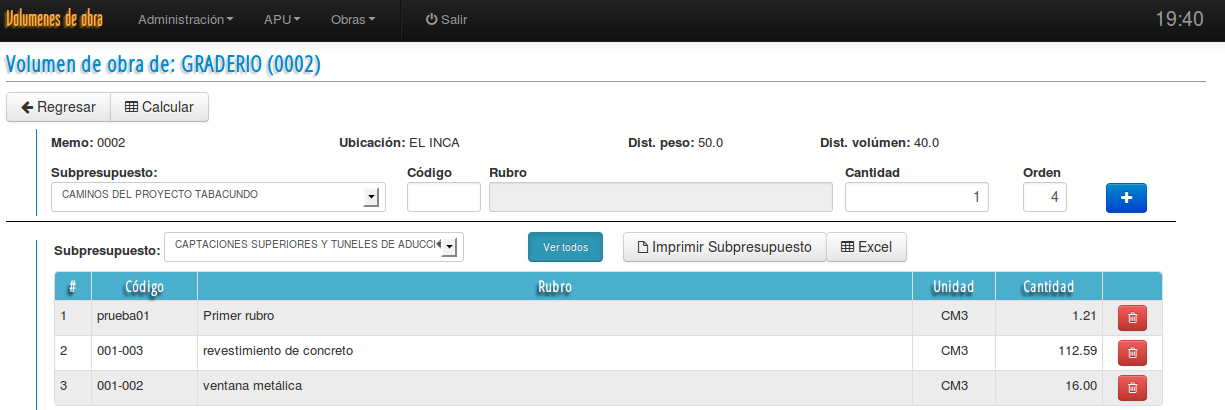 Volumenes de obra Administración APU Obras Salir 19:40
Volumen de obra de: GRADERIO (0002)
Regresar Calcular
Memo: 0002 Ubicación: EL INCA Dist. peso: 50.0 Dist. volúmen: 40.0
Subpresupuesto: Código Rubro Cantidad Orden
CAMINOS DEL PROYECTO TABACUNDO 1 4 +
Subpresupuesto: CAPTACIONES SUPERIORES Y TUNELES DE ADUCCI Ver todos Imprimir Subpresupuesto Excel
# Código Rubro Unidad Cantidad
1 prueba01 Primer rubro CM3 1.21
2 001-003 revestimiento de concreto CM3 112.59
3 001-002 ventana metálica CM3 16.00